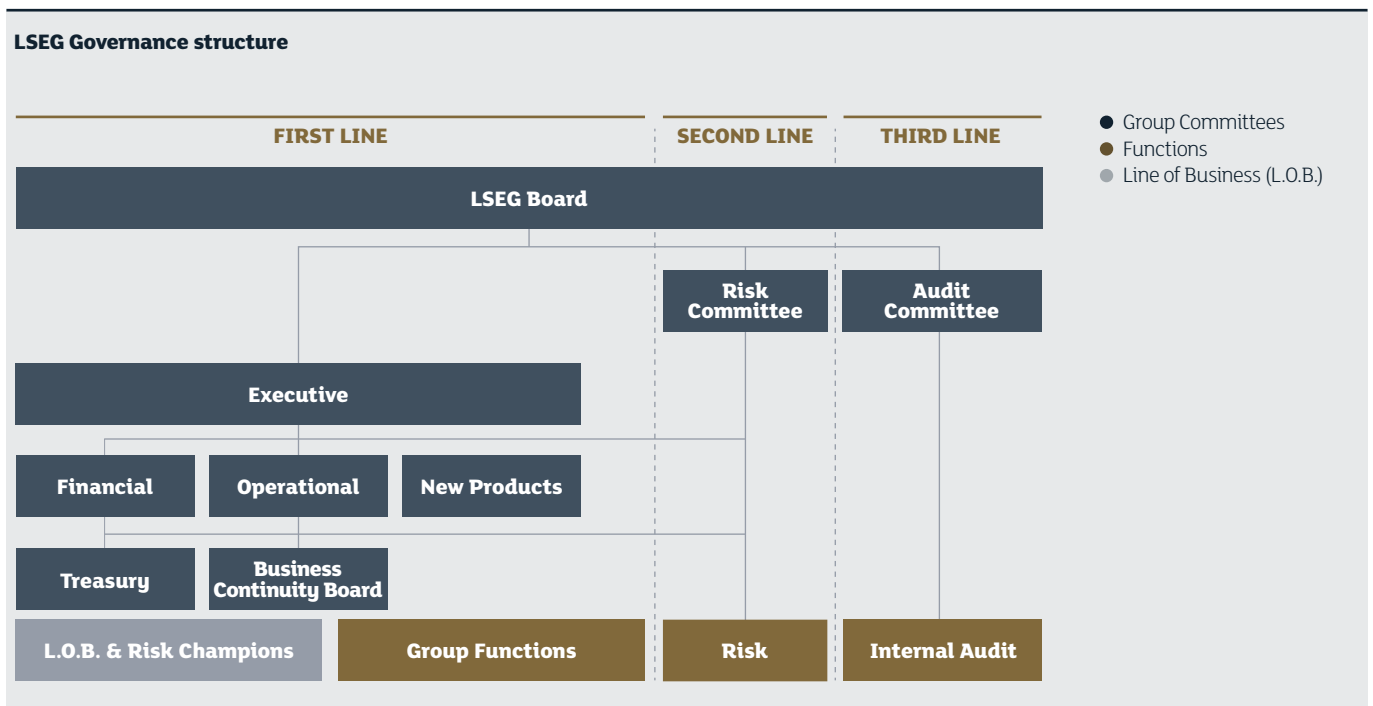 LSEG Governance structure
FIRST LINE
SECOND LINE
THIRD LINE
Group Committees
Functions
Line of Business (L.O.B.)
LSEG Board
Risk
Committee
Audit
Committee
Executive
Financial
Operational
New Products
Treasury
Business
Continuity Board
L.O.B. & Risk Champions
Group Functions
Risk
Internal Audit